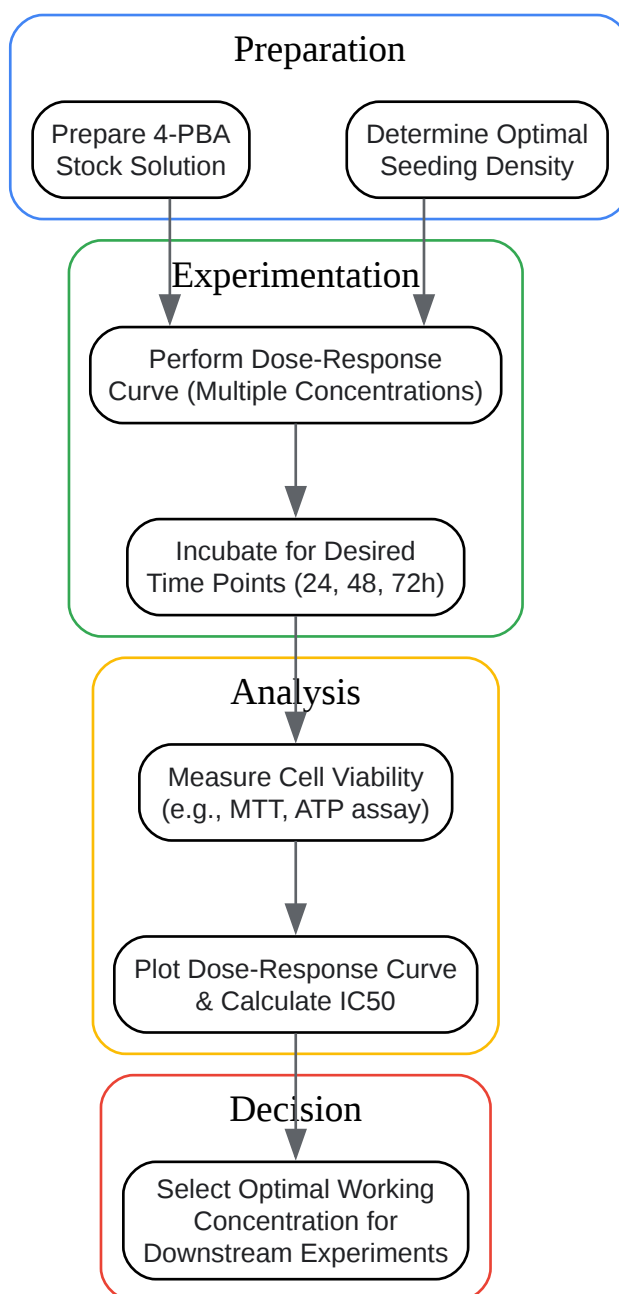 Preparation
Prepare 4-PBA
Stock Solution
Determine Optimal
Seeding Density
Experimentation
Perform Dose-Response
Curve (Multiple Concentrations)
Incubate for Desired
Time Points (24, 48, 72h)
Analysis
Measure Cell Viability
(e.g., MTT, ATP assay)
Plot Dose-Response Curve
& Calculate IC50
Decision
Select Optimal Working
Concentration for
Downstream Experiments